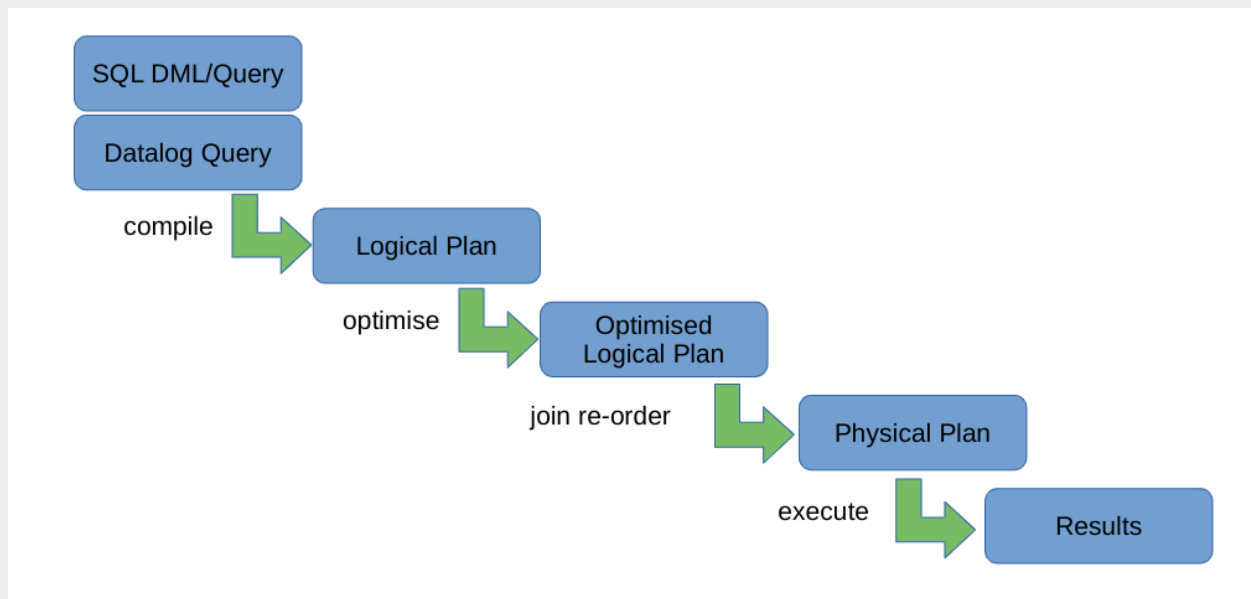 SQL DML/Query
Datalog Query
compile
Logical Plan
optimise
Optimised
Logical Plan
join re-order
Physical Plan
execute
Results